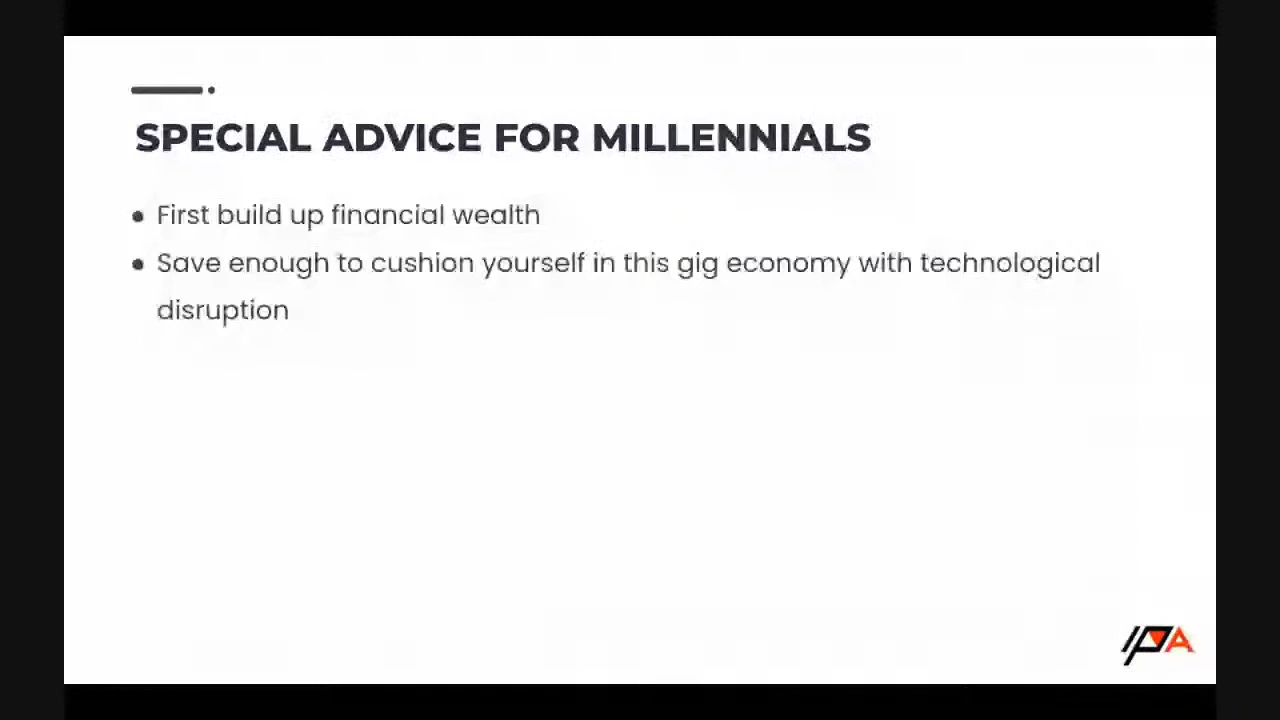 SPECIAL ADVICE FOR MILLENNIALS
• First build up financial wealth
• Save enough to cushion yourself in this gig economy with technological
disruption
IPA